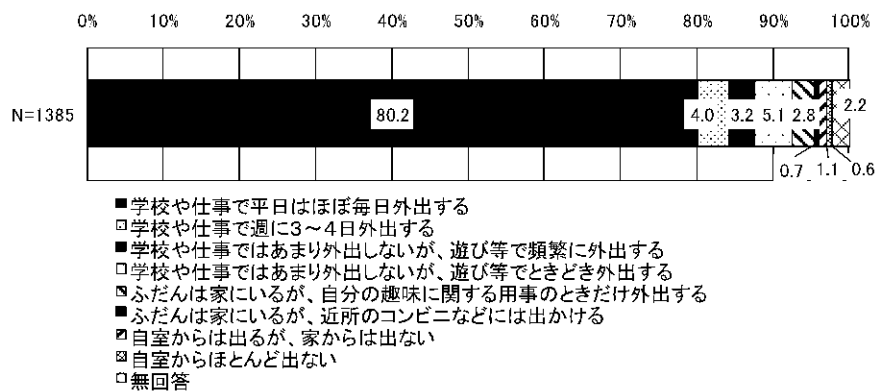 0% 10% 20% 30% 40% 50% 60% 70% 80% 90% 100%
N=1385 80.2 4.0 3.2 5.1 2.8 2.2
0.7 1.1 0.6
■学校や仕事で平日はほぼ毎日外出する
□学校や仕事で週に3～4日外出する
■学校や仕事ではあまり外出しないが、遊び等で頻繁に外出する
□学校や仕事ではあまり外出しないが、遊び等でときどき外出する
ふだんは家にいるが、自分の趣味に関する用事のときだけ外出する
■ふだんは家にいるが、近所のコンビニなどには出かける
自室からは出るが、家からは出ない
自室からほとんど出ない
□無回答